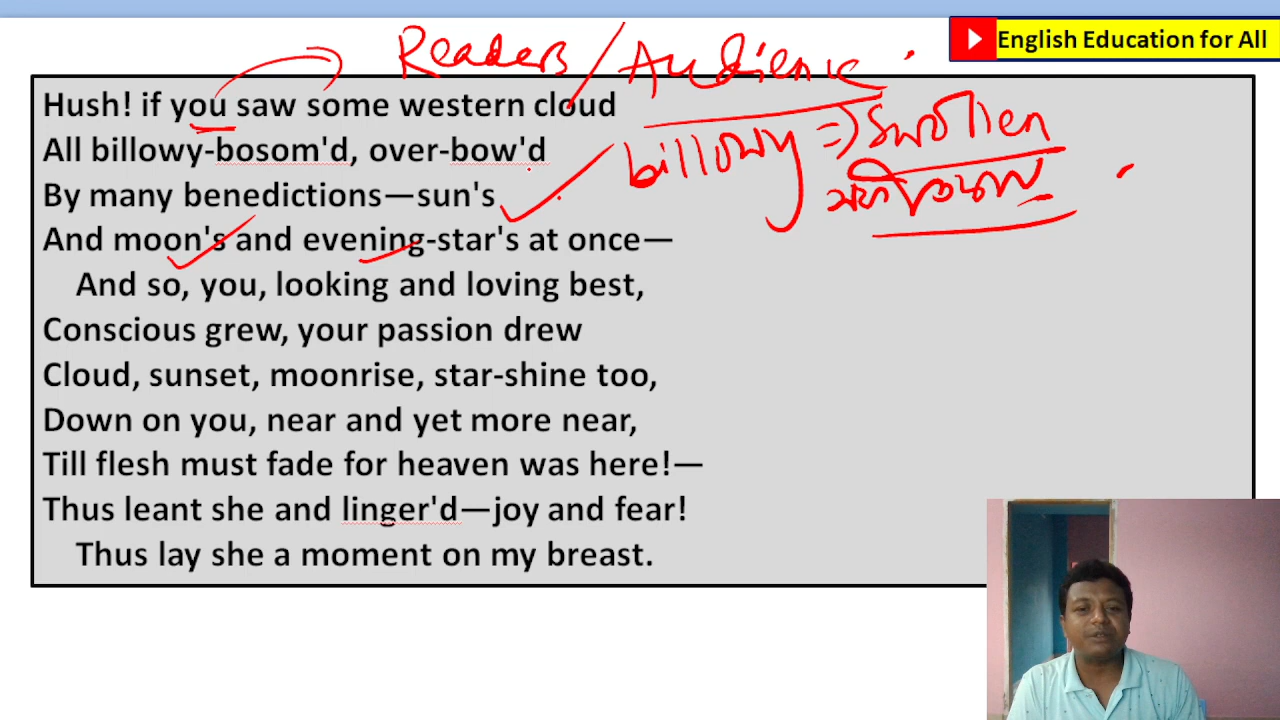 English Education for All
Readers / Audience
Hush! if you saw some western cloud
All billowy-bosom'd, over-bow'd
billowy => swollen
By many benedictions—sun's
And moon's and evening-star's at once—
And so, you, looking and loving best,
Conscious grew, your passion drew
Cloud, sunset, moonrise, star-shine too,
Down on you, near and yet more near,
Till flesh must fade for heaven was here!—
Thus leant she and linger'd—joy and fear!
Thus lay she a moment on my breast.